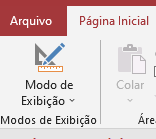 Arquivo Página Inicial
Modo de
Exibição
Colar
Modos de Exibição
Áre